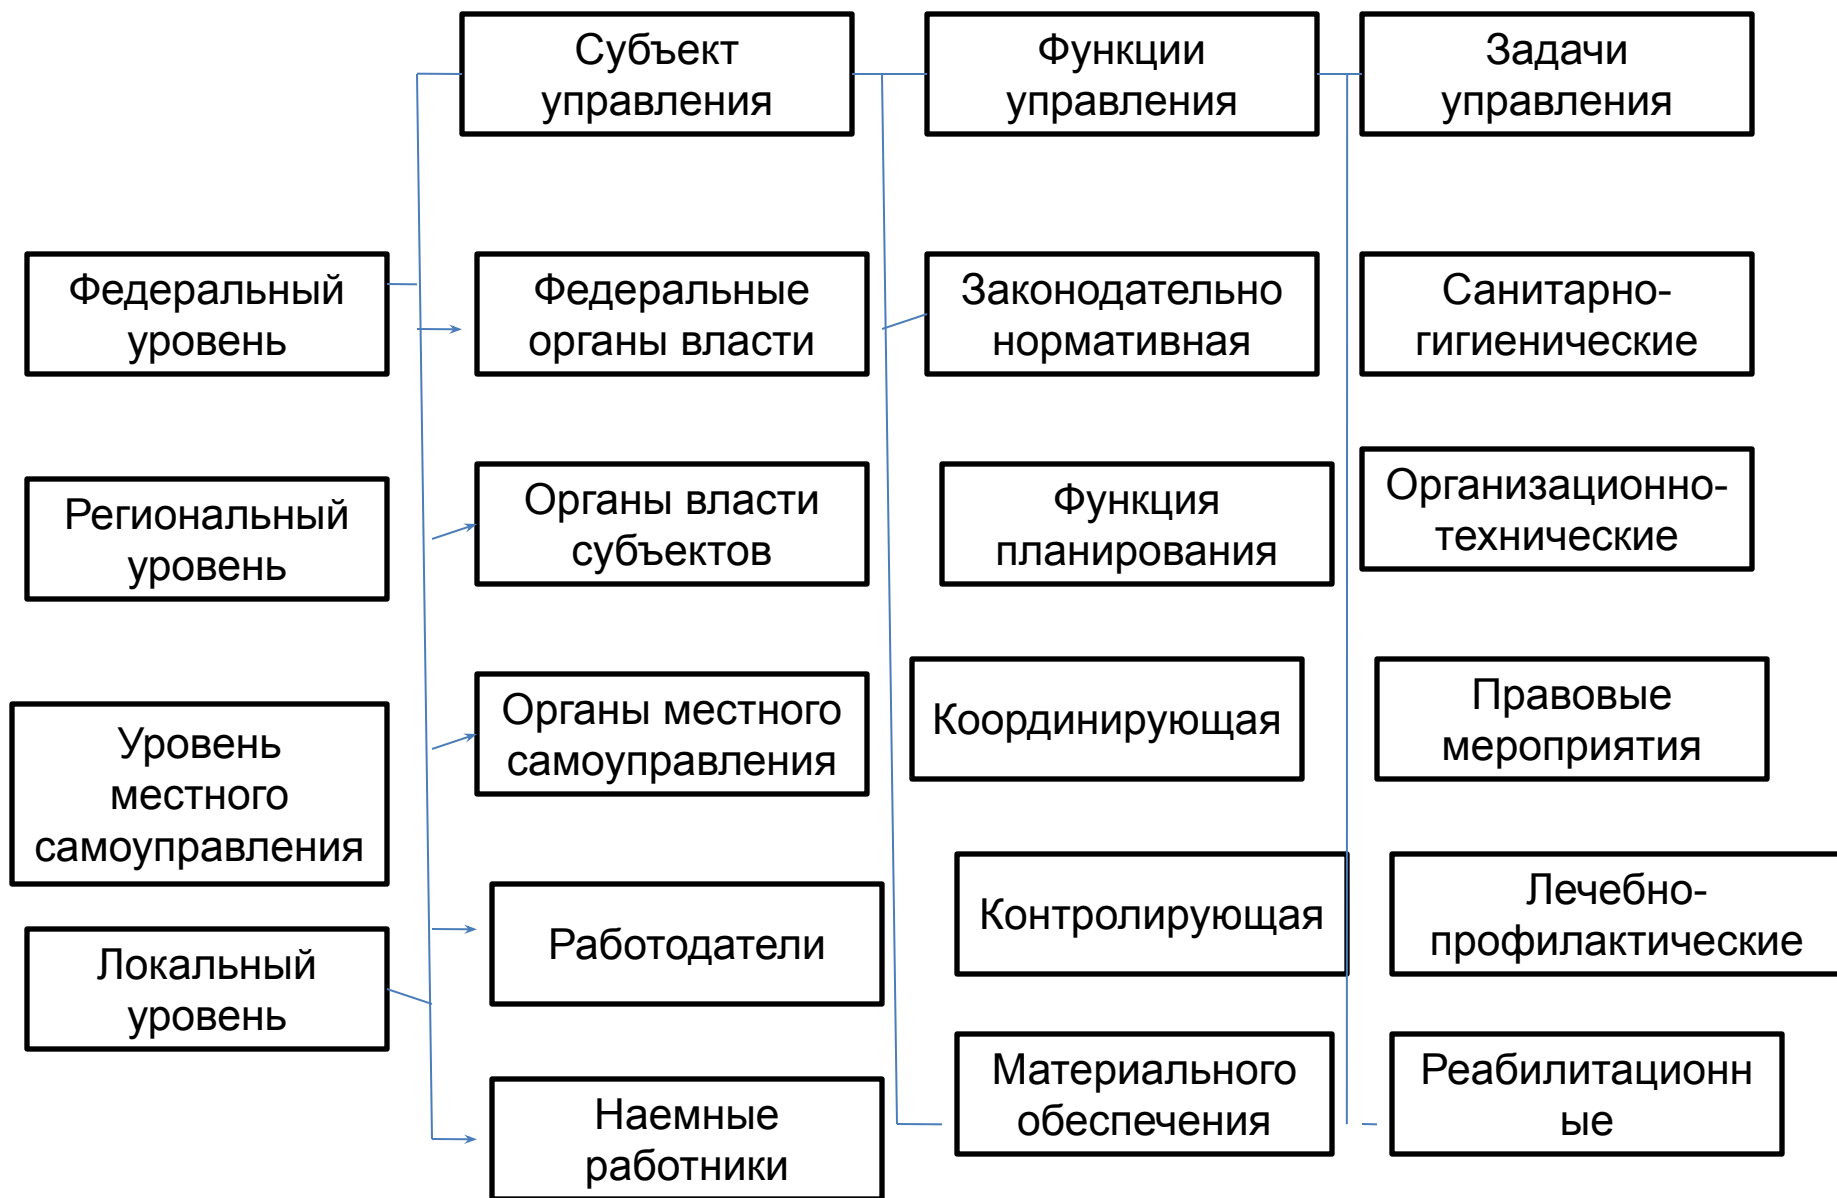 Субъект
управления
Функции
управления
Задачи
управления
Федеральный
уровень
Федеральные
органы власти
Законодательно
нормативная
Санитарно-
гигиенические
Региональный
уровень
Органы власти
субъектов
Функция
планирования
Организационно-
технические
Уровень
местного
самоуправления
Органы местного
самоуправления
Координирующая
Правовые
мероприятия
Локальный
уровень
Работодатели
Контролирующая
Лечебно-
профилактические
Наемные
работники
Материального
обеспечения
Реабилитационн
ые